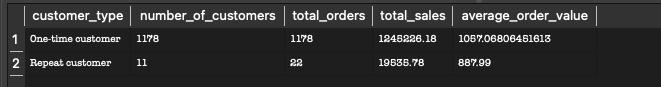 customer_type number_of_customers total_orders total_sales average_order_value
1 One-time customer 1178 1178 1245226.18 1057.06806451613
2 Repeat customer 11 22 19535.78 887.99